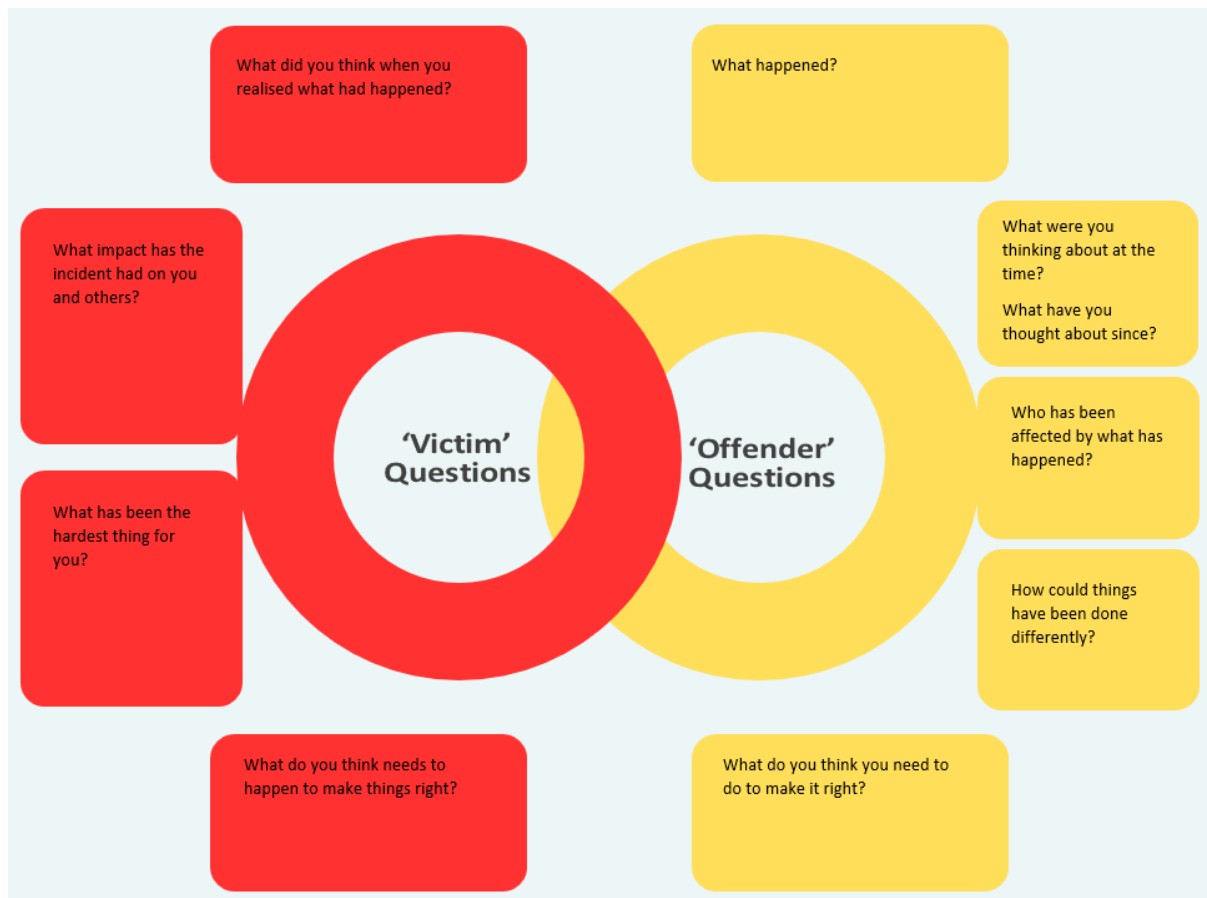 What did you think when you
realised what had happened?
What impact has the
incident had on you
and others?
What has been the
hardest thing for
you?
What do you think needs to
happen to make things right?
‘Victim’
Questions
‘Offender’
Questions
What happened?
What were you
thinking about at the
time?
What have you
thought about since?
Who has been
affected by what has
happened?
How could things
have been done
differently?
What do you think you need to
do to make it right?